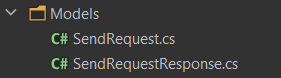 Models
C# SendRequest.cs
C# SendRequestResponse.cs